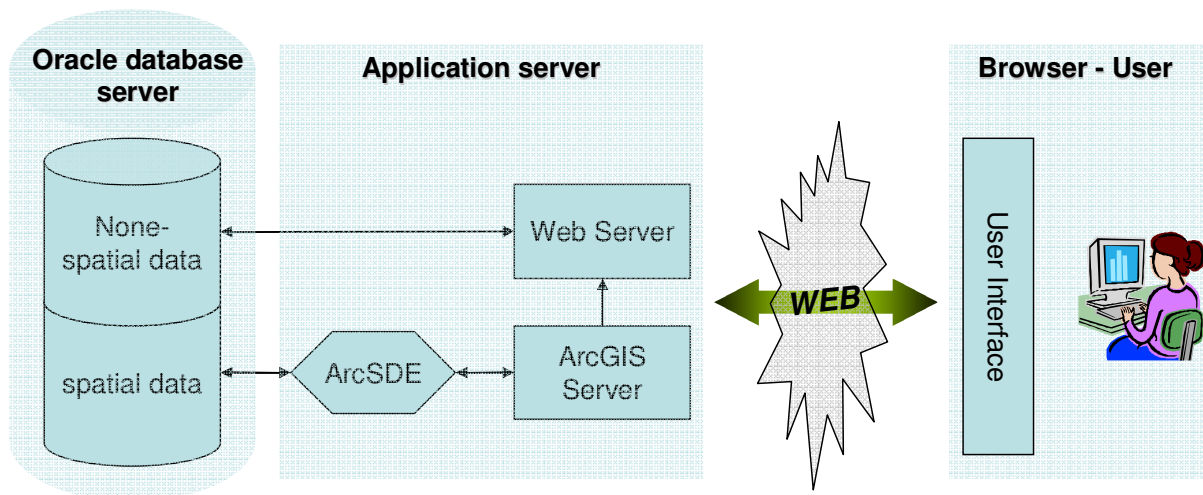 Oracle database
server
None-
spatial data
spatial data
Application server
Web Server
ArcSDE
ArcGIS
Server
WEB
Browser - User
User Interface